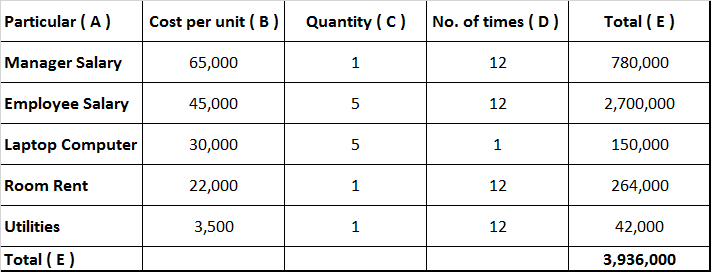 Particular ( A ) Cost per unit ( B ) Quantity ( C ) No. of times ( D ) Total ( E )
Manager Salary 65,000 1 12 780,000
Employee Salary 45,000 5 12 2,700,000
Laptop Computer 30,000 5 1 150,000
Room Rent 22,000 1 12 264,000
Utilities 3,500 1 12 42,000
Total ( E ) 3,936,000